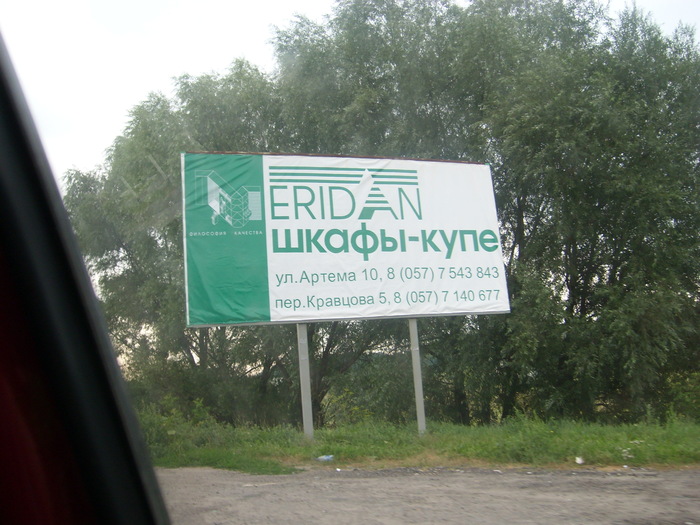 ERIDAN
ФИЛОСОФИЯ КАЧЕСТВА
шкафы-купе
ул.Артема 10, 8 (057) 7 543 843
пер.Кравцова 5, 8 (057) 7 140 677